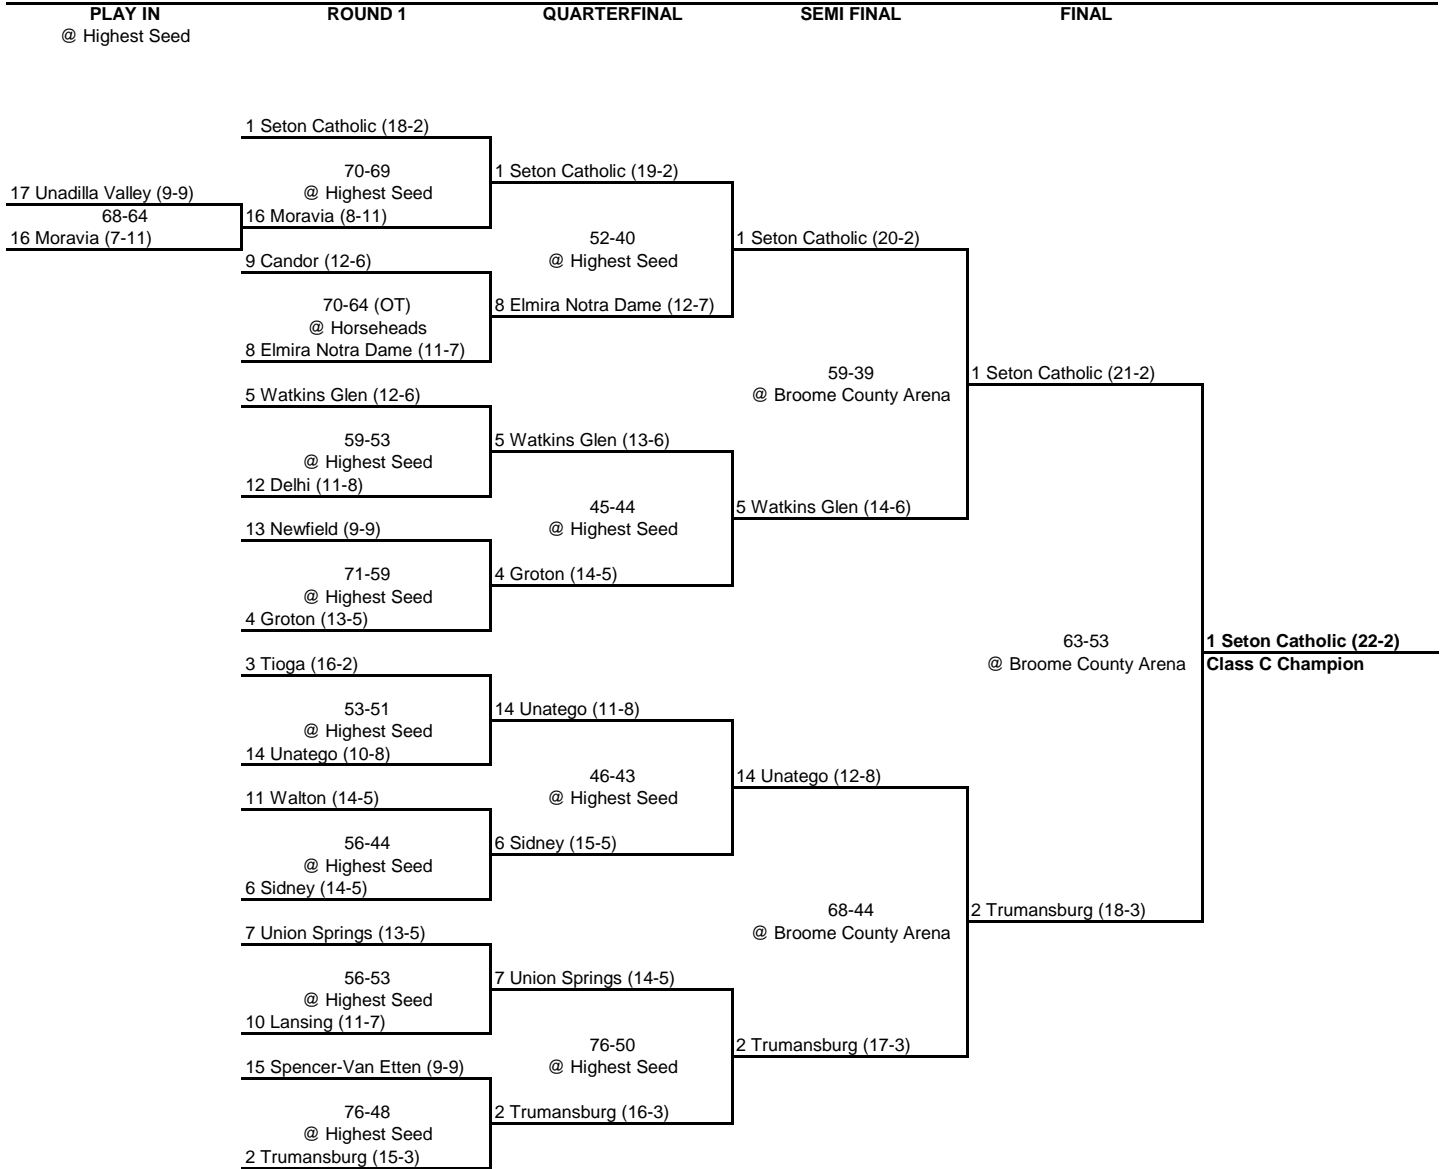 PLAY IN
@ Highest Seed
ROUND 1
QUARTERFINAL
SEMI FINAL
FINAL
17 Unadilla Valley (9-9)
68-64
16 Moravia (7-11)
1 Seton Catholic (18-2)
70-69
@ Highest Seed
16 Moravia (8-11)
9 Candor (12-6)
70-64 (OT)
@ Horseheads
8 Elmira Notra Dame (11-7)
5 Watkins Glen (12-6)
59-53
@ Highest Seed
12 Delhi (11-8)
13 Newfield (9-9)
71-59
@ Highest Seed
4 Groton (13-5)
3 Tioga (16-2)
53-51
@ Highest Seed
14 Unatego (10-8)
11 Walton (14-5)
56-44
@ Highest Seed
6 Sidney (14-5)
7 Union Springs (13-5)
56-53
@ Highest Seed
10 Lansing (11-7)
15 Spencer-Van Etten (9-9)
76-48
@ Highest Seed
2 Trumansburg (15-3)
1 Seton Catholic (19-2)
52-40
@ Highest Seed
8 Elmira Notra Dame (12-7)
5 Watkins Glen (13-6)
45-44
@ Highest Seed
4 Groton (14-5)
14 Unatego (11-8)
46-43
@ Highest Seed
6 Sidney (15-5)
7 Union Springs (14-5)
76-50
@ Highest Seed
2 Trumansburg (16-3)
1 Seton Catholic (20-2)
59-39
@ Broome County Arena
5 Watkins Glen (14-6)
14 Unatego (12-8)
68-44
@ Broome County Arena
2 Trumansburg (17-3)
1 Seton Catholic (21-2)
63-53
@ Broome County Arena
2 Trumansburg (18-3)
1 Seton Catholic (22-2)
Class C Champion